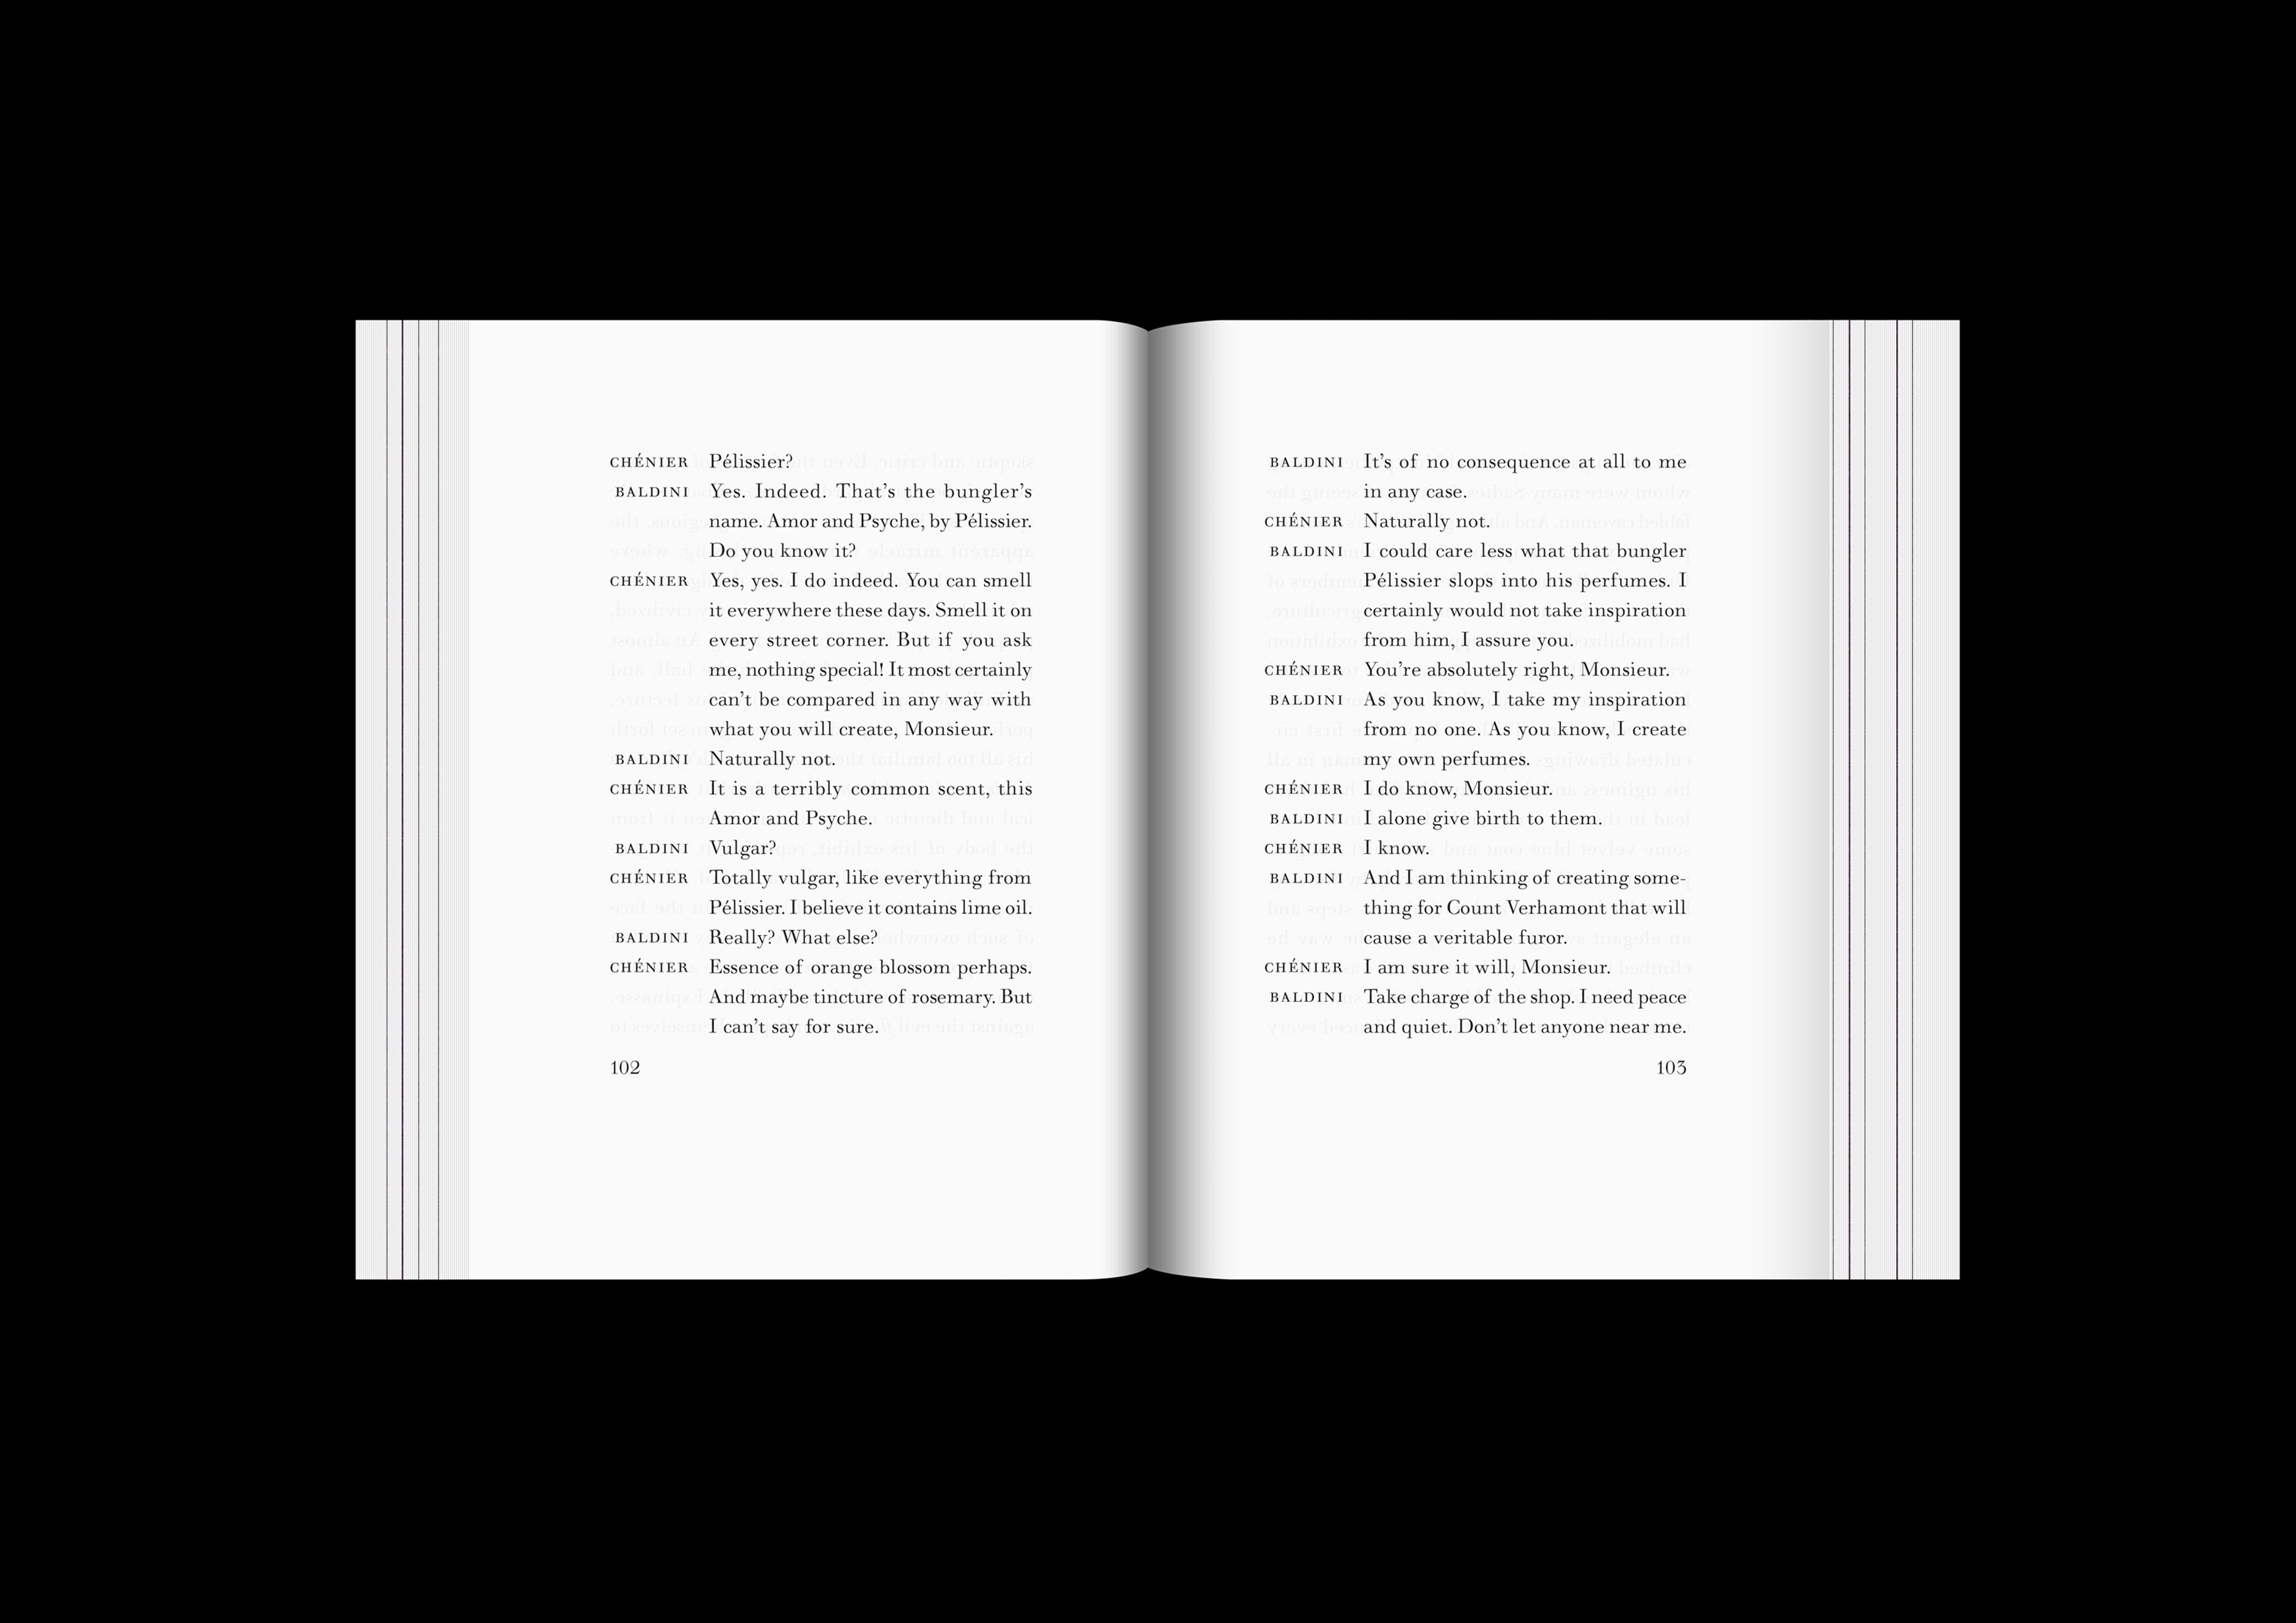 CHÉNIER Pélissier?
BALDINI Yes. Indeed. That’s the bungler’s
name. Amor and Psyche, by Pélissier.
Do you know it?
CHÉNIER Yes, yes. I do indeed. You can smell
it everywhere these days. Smell it on
every street corner. But if you ask
me, nothing special! It most certainly
can’t be compared in any way with
what you will create, Monsieur.
BALDINI Naturally not.
CHÉNIER It is a terribly common scent, this
Amor and Psyche.
BALDINI Vulgar?
CHÉNIER Totally vulgar, like everything from
Pélissier. I believe it contains lime oil.
BALDINI Really? What else?
CHÉNIER Essence of orange blossom perhaps.
And maybe tincture of rosemary. But
I can’t say for sure.
102
BALDINI It’s of no consequence at all to me
in any case.
CHÉNIER Naturally not.
BALDINI I could care less what that bungler
Pélissier slops into his perfumes. I
certainly would not take inspiration
from him, I assure you.
CHÉNIER You’re absolutely right, Monsieur.
BALDINI As you know, I take my inspiration
from no one. As you know, I create
my own perfumes.
CHÉNIER I do know, Monsieur.
BALDINI I alone give birth to them.
CHÉNIER I know.
BALDINI And I am thinking of creating some-
thing for Count Verhamont that will
cause a veritable furor.
CHÉNIER I am sure it will, Monsieur.
BALDINI Take charge of the shop. I need peace
and quiet. Don’t let anyone near me.
103